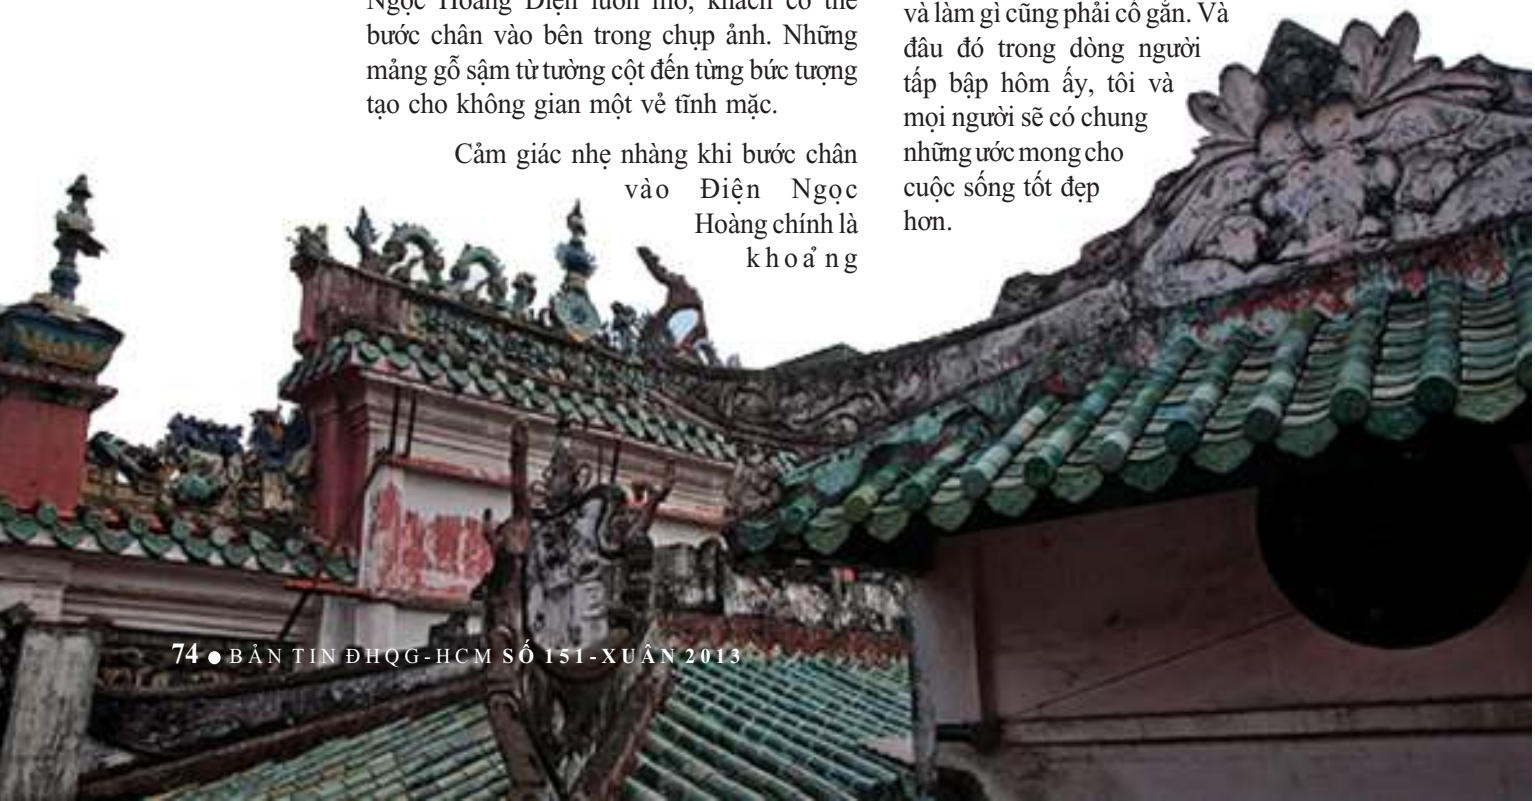 Ngọc Hoàng Điện luôn mở, khách có thể
bước chân vào bên trong chụp ảnh. Những
mảng gỗ sậm từ tường cột đến từng bức tượng
tạo cho không gian một vẻ tĩnh mặc.
Cảm giác nhẹ nhàng khi bước chân
vào Điện Ngọc
Hoàng chính là
khoảng
và làm gì cũng phải cố gắn. Và
đâu đó trong dòng người
tấp bập hôm ấy, tôi và
mọi người sẽ có chung
những ước mong cho
cuộc sống tốt đẹp
hơn.
74 ● BẢN TIN ĐHQG-HCM SỐ 151-XUÂN 2013